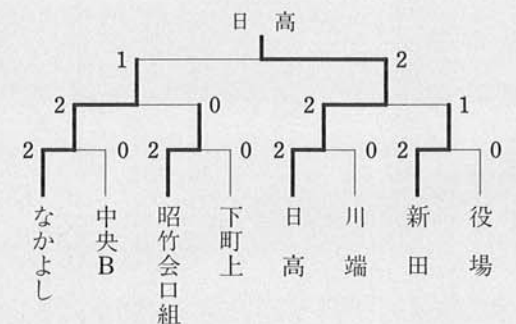 日高
1 2
2 0 2 1
2 0 2 0 2 0 2 0
なかよし
中央B
昭竹会口組
下町上
日高
川端
新田
役場